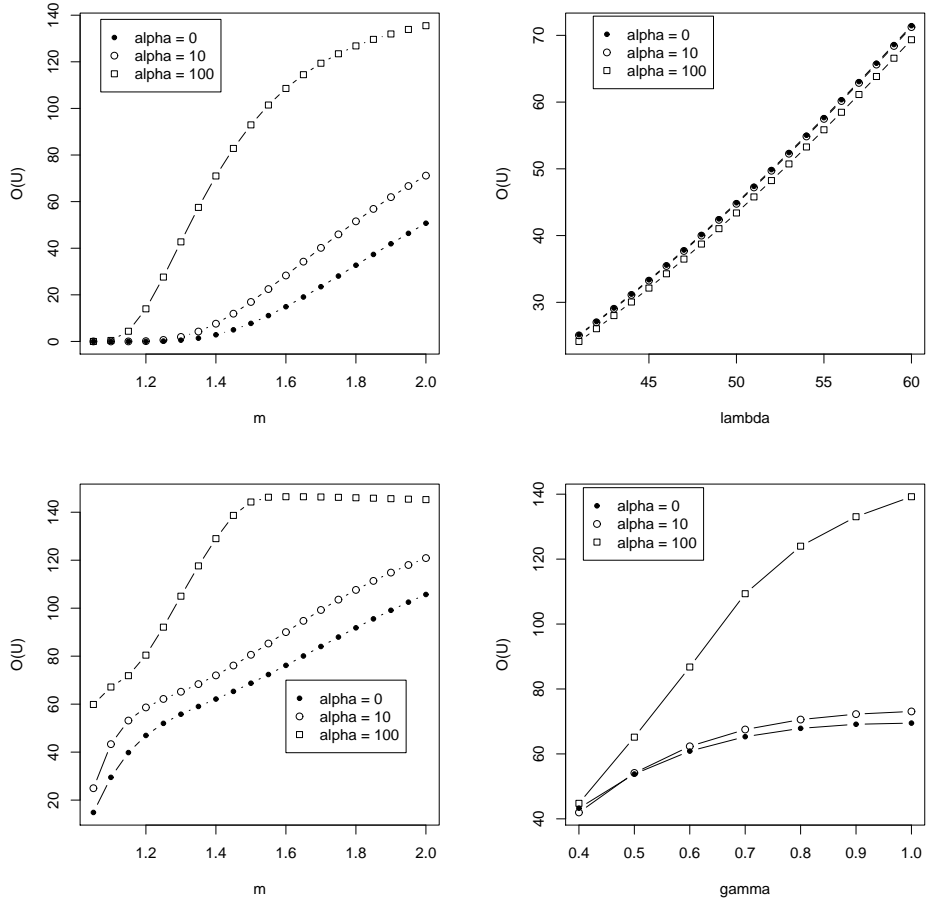 O(U)
0 20 40 60 80 100 120 140
alpha = 0
alpha = 10
alpha = 100
1.2 1.4 1.6 1.8 2.0
m
O(U)
30 40 50 60 70
alpha = 0
alpha = 10
alpha = 100
45 50 55 60
lambda
O(U)
20 40 60 80 100 120 140
alpha = 0
alpha = 10
alpha = 100
1.2 1.4 1.6 1.8 2.0
m
O(U)
40 60 80 100 120 140
alpha = 0
alpha = 10
alpha = 100
0.4 0.5 0.6 0.7 0.8 0.9 1.0
gamma